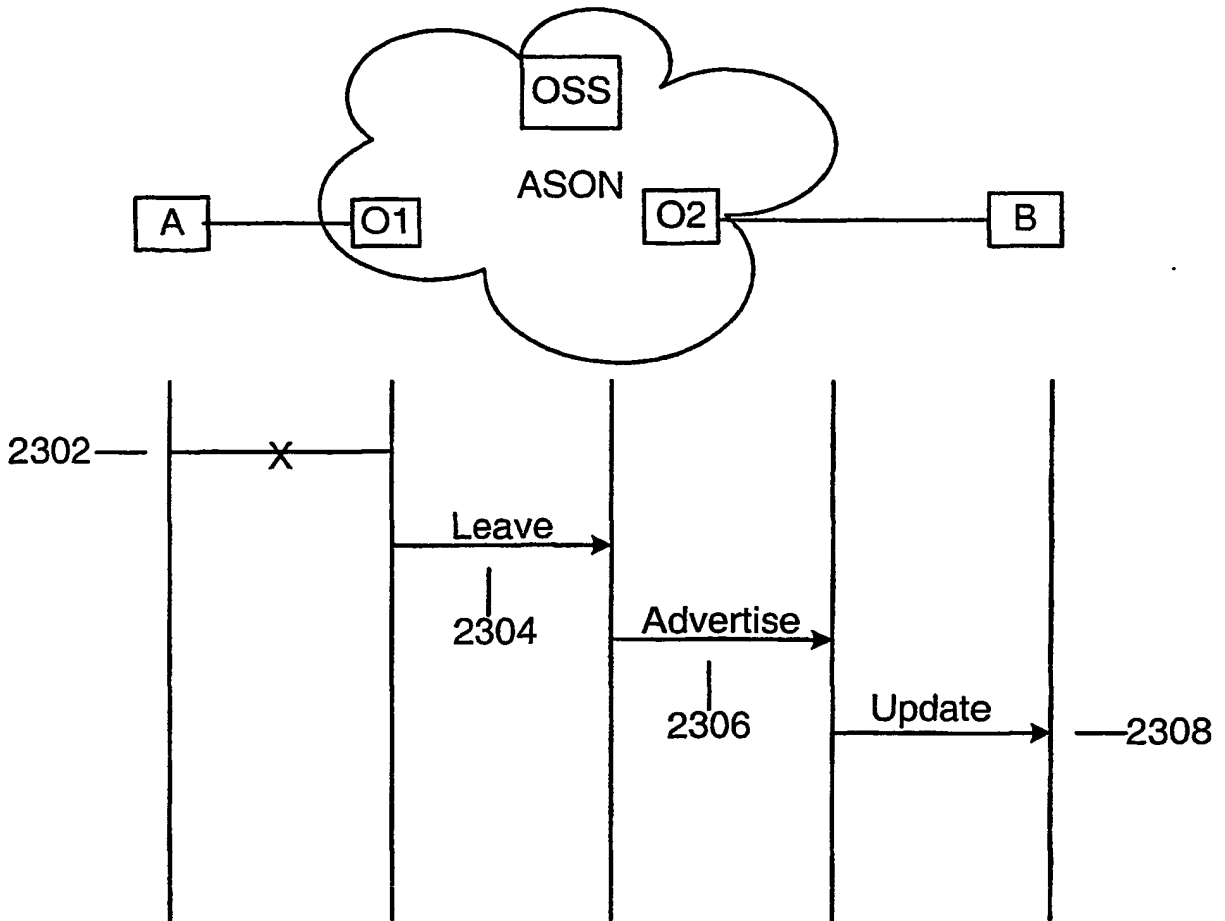 OSS
ASON
A
O1
O2
B
2302
X
Leave
2304
Advertise
2306
Update
2308